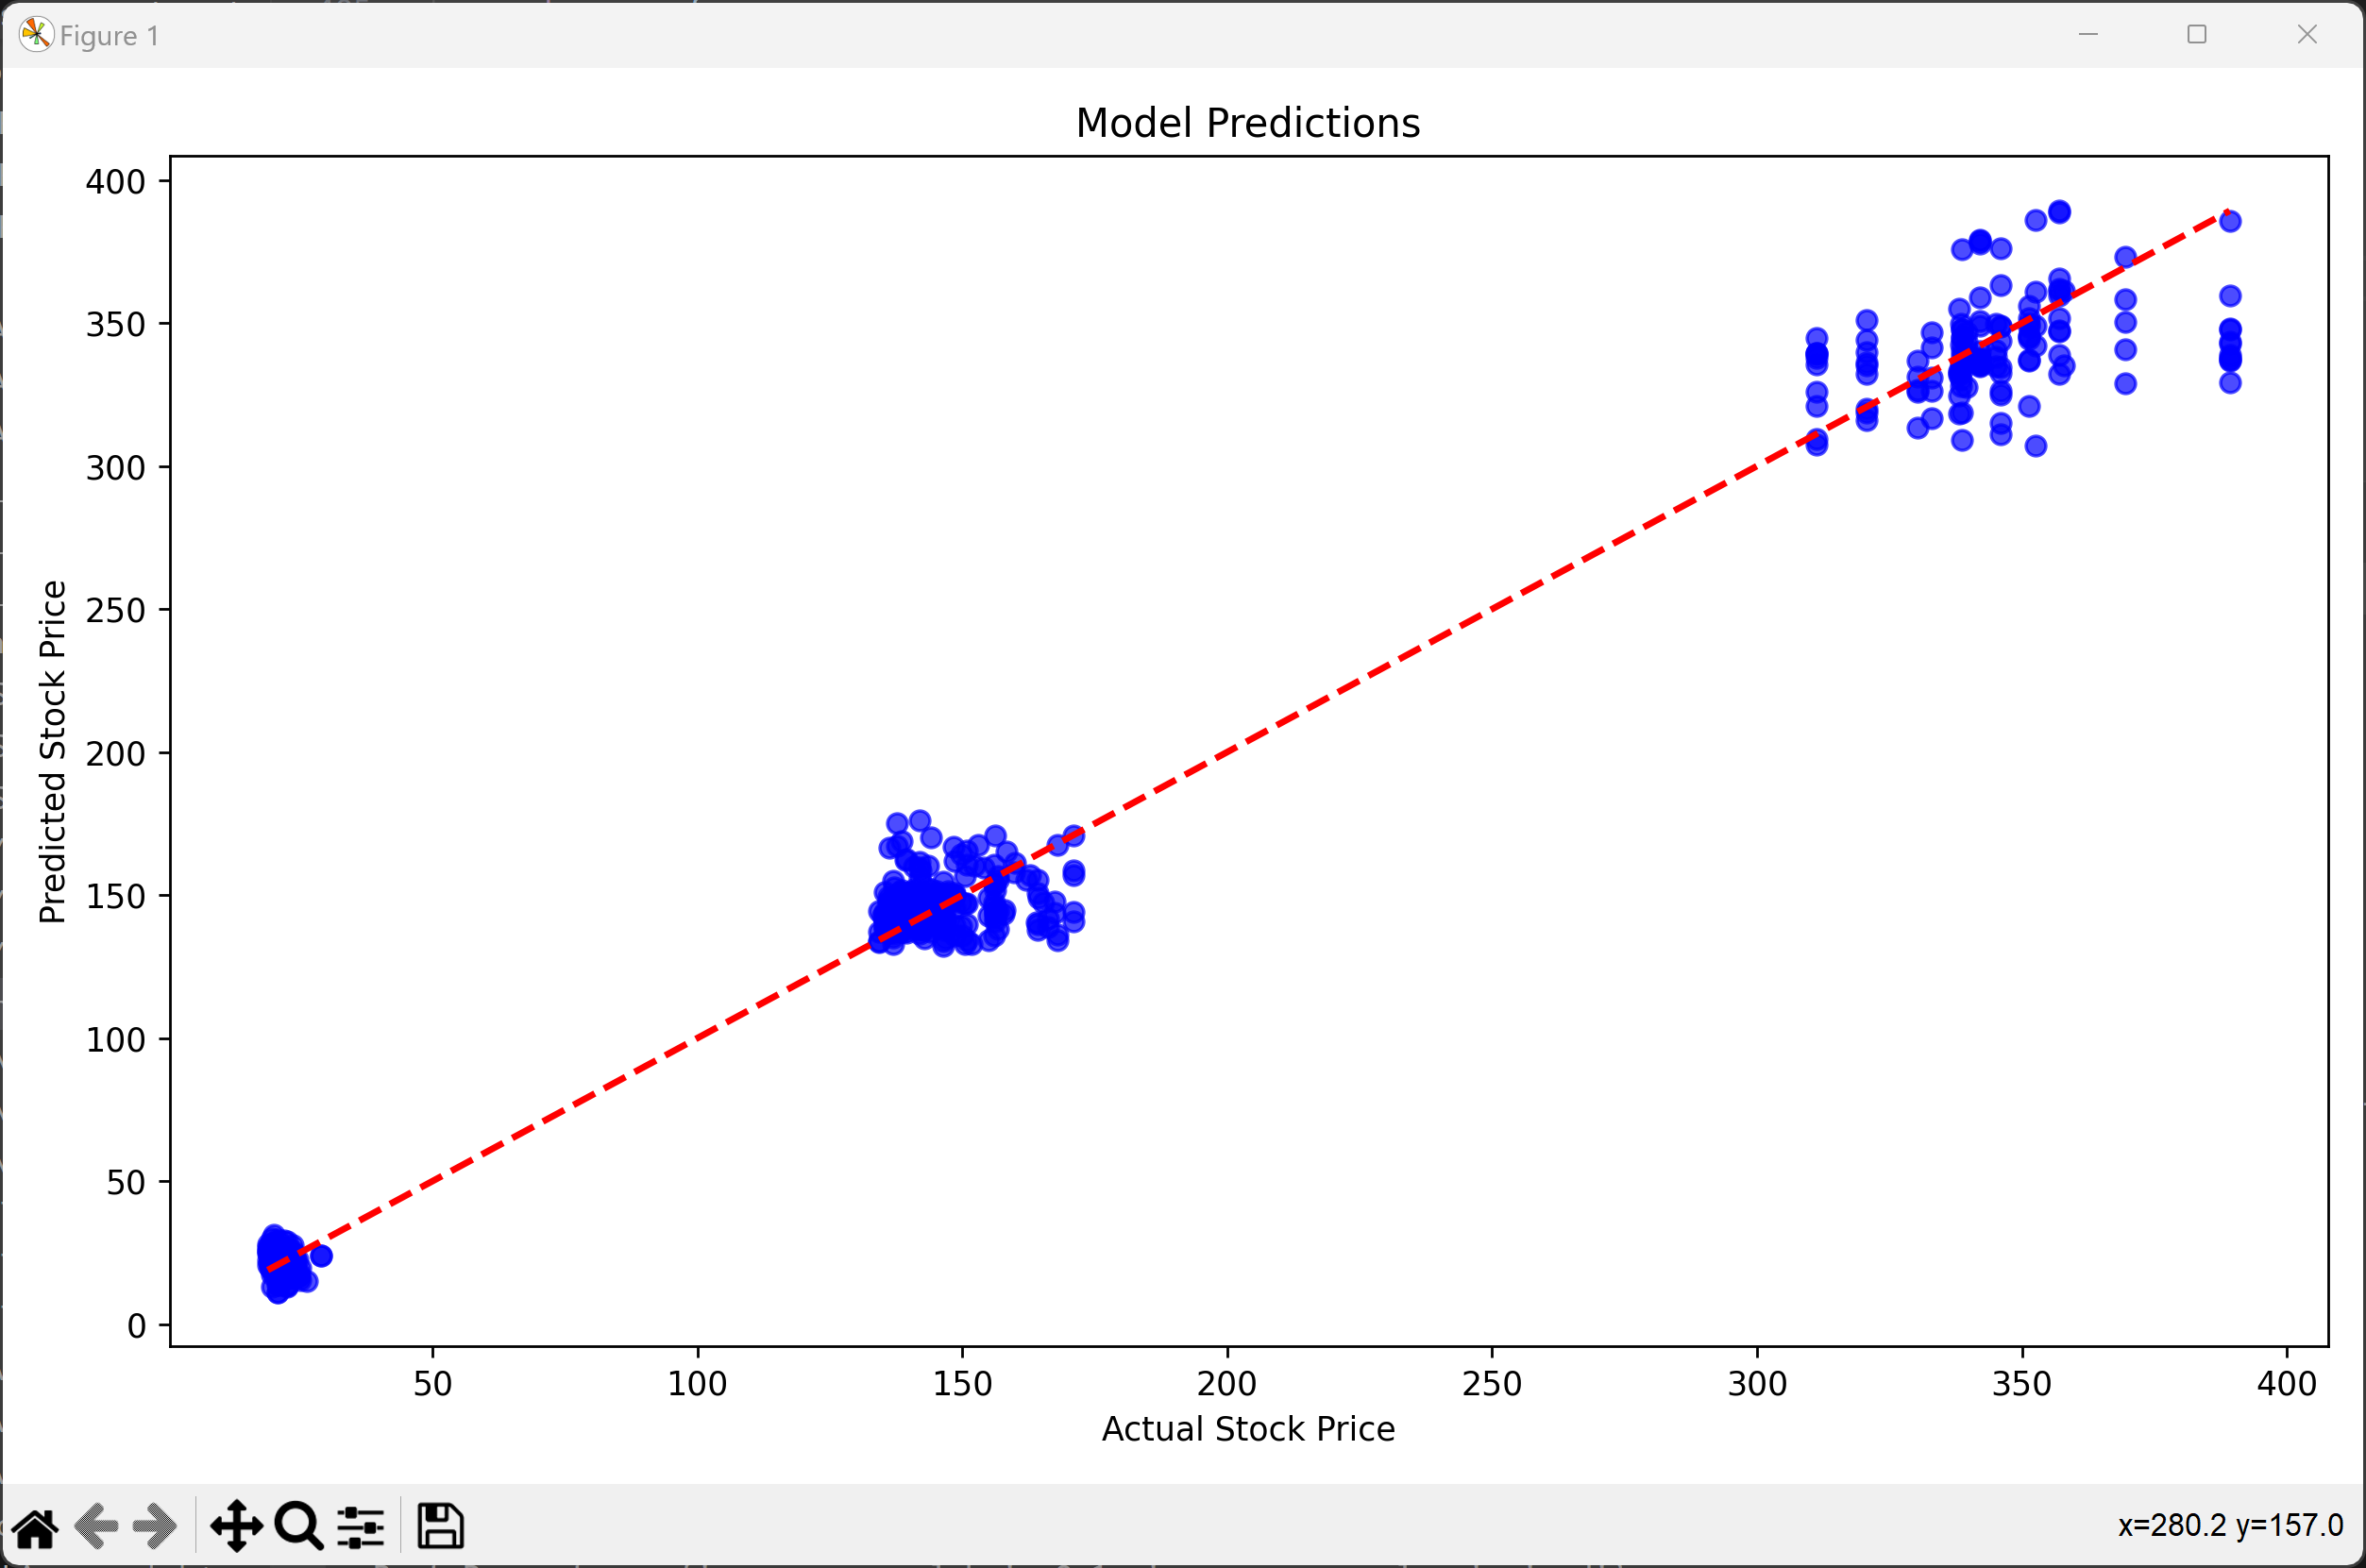 Figure 1
Model Predictions
400
350
300
250
200
150
100
50
0
Predicted Stock Price
50 100 150 200 250 300 350 400
Actual Stock Price
x=280.2 y=157.0